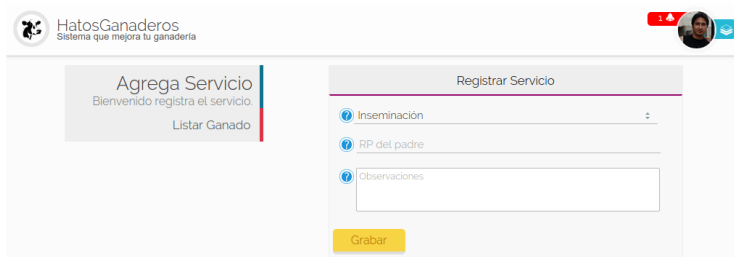 HatosGanaderos
Sistema que mejora tu ganadería
1
Agrega Servicio
Bienvenido registra el servicio.
Listar Ganado
Registrar Servicio
? Inseminación
? RP del padre
? Observaciones
Grabar